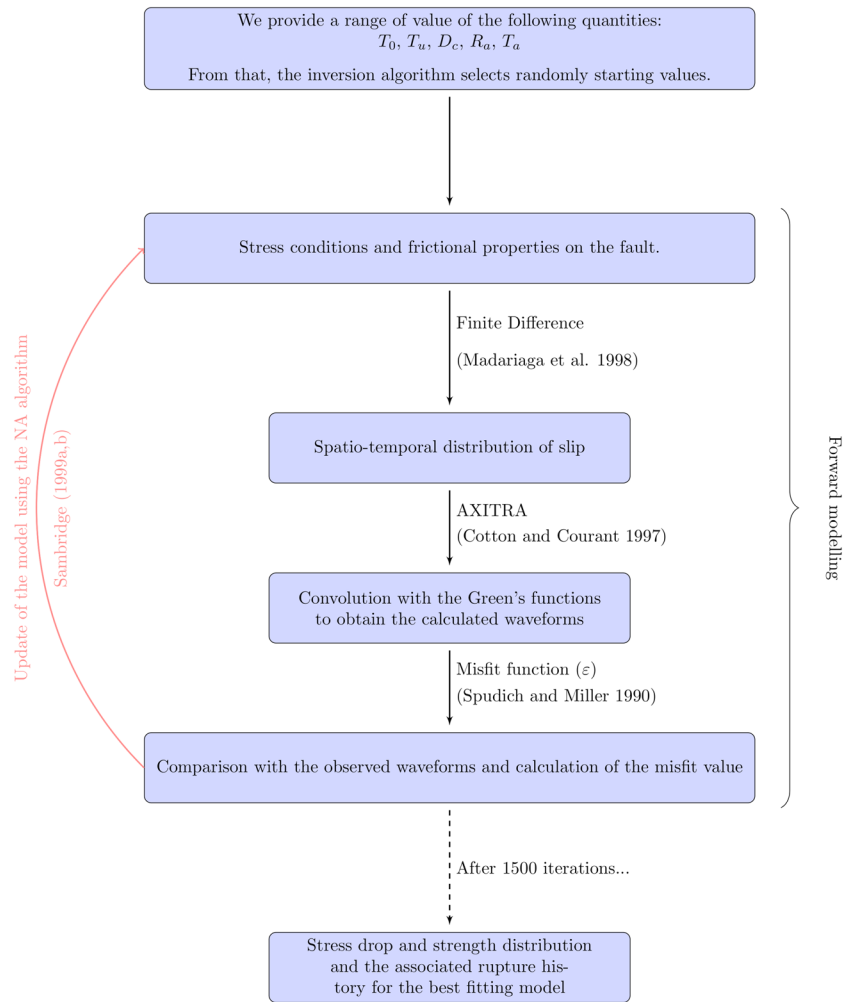 We provide a range of value of the following quantities:
T₀, Tᵤ, D_c, Rₐ, Tₐ
From that, the inversion algorithm selects randomly starting values.
Stress conditions and frictional properties on the fault.
Finite Difference
(Madariaga et al. 1998)
Spatio-temporal distribution of slip
AXITRA
(Cotton and Courant 1997)
Convolution with the Green's functions
to obtain the calculated waveforms
Misfit function (ε)
(Spudich and Miller 1990)
Comparison with the observed waveforms and calculation of the misfit value
After 1500 iterations...
Stress drop and strength distribution
and the associated rupture his-
tory for the best fitting model
Update of the model using the NA algorithm
Sambridge (1999a,b)
Forward modelling